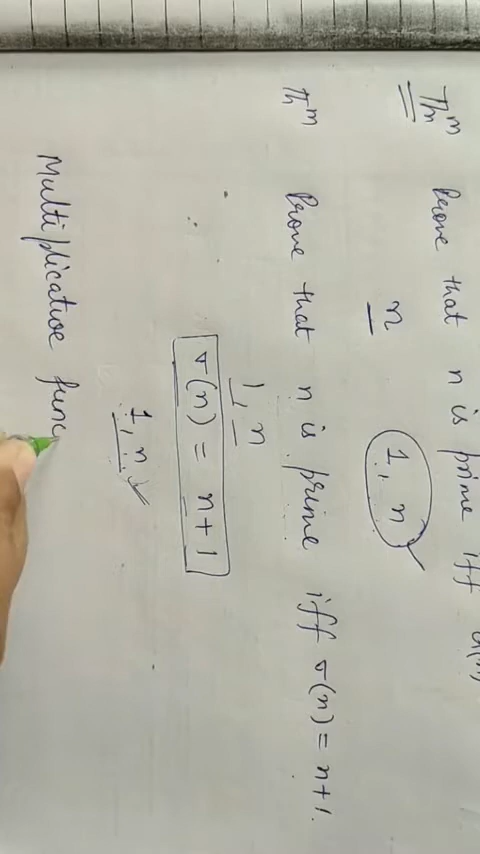 Thm Prove that n is prime iff
n 1, n
Thm Prove that n is prime iff σ(n) = n+1.
1, n
σ(n) = n+1
1, n
Multiplicative func